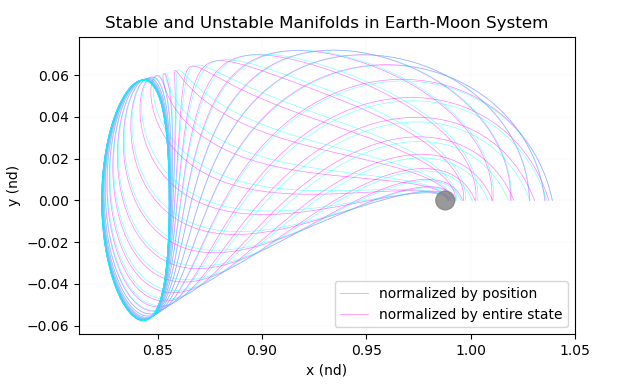 Stable and Unstable Manifolds in Earth-Moon System
y (nd)
0.06
0.04
0.02
0.00
−0.02
−0.04
−0.06
normalized by position
normalized by entire state
0.85 0.90 0.95 1.00 1.05
x (nd)